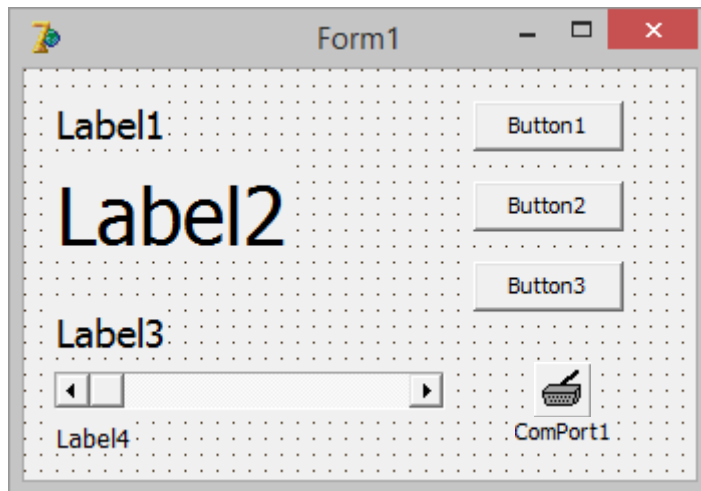 Form1
Label1
Button1
Label2
Button2
Button3
Label3
ComPort1
Label4